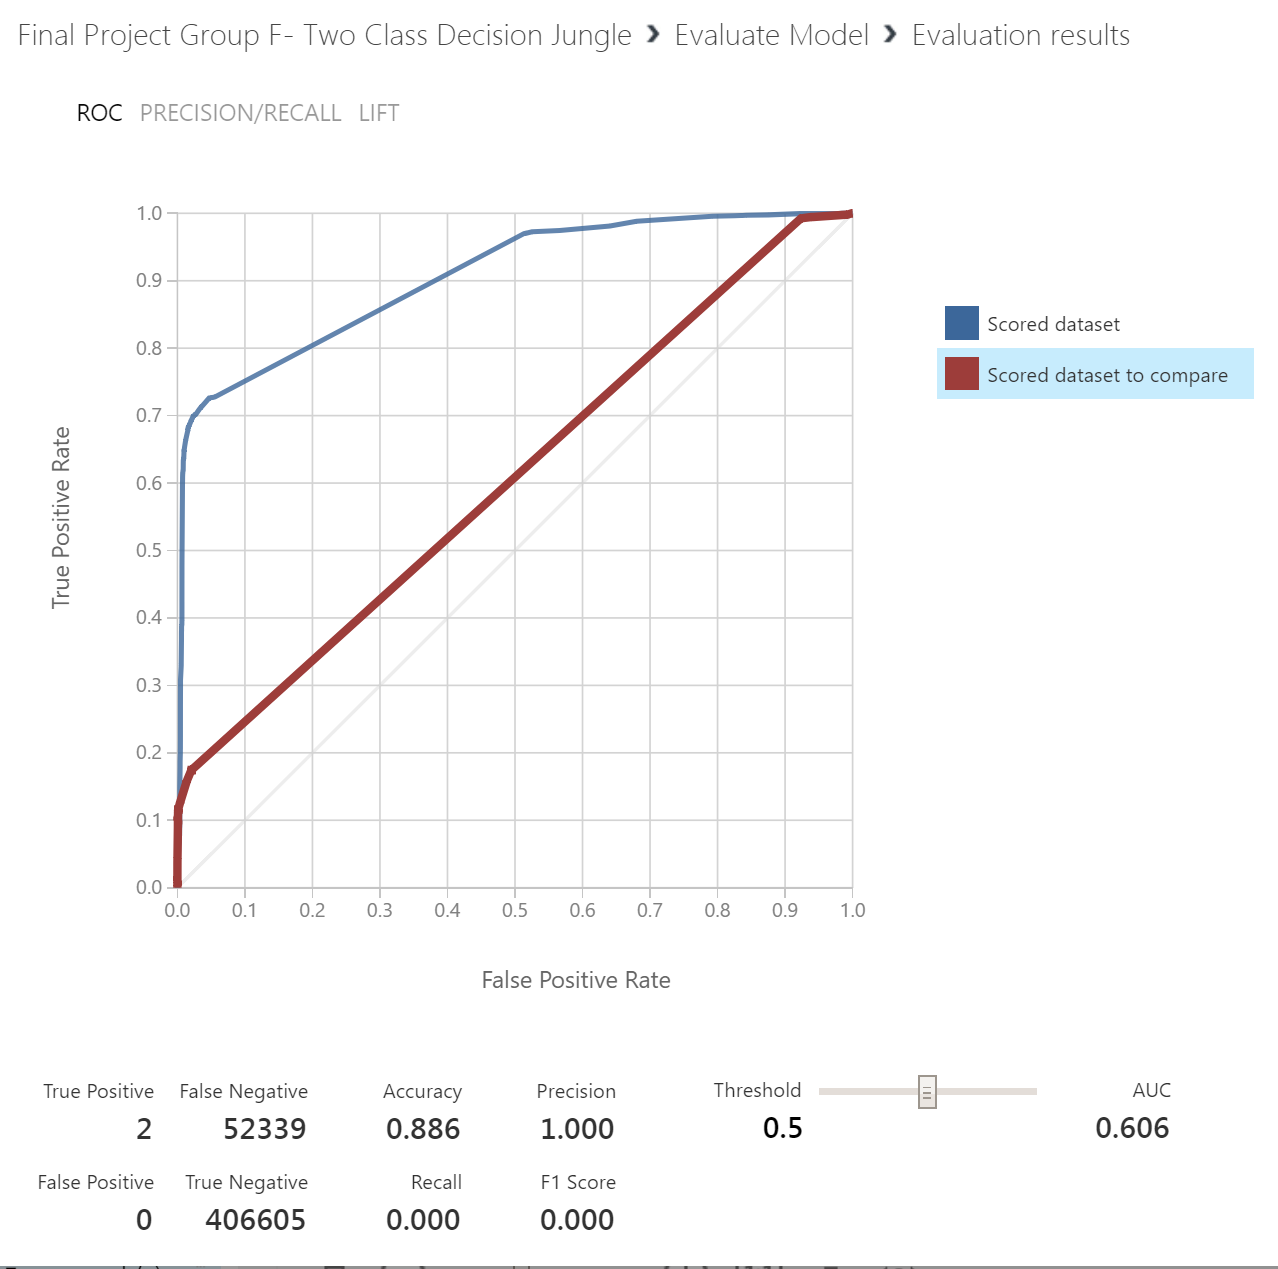 Final Project Group F- Two Class Decision Jungle › Evaluate Model › Evaluation results
ROC PRECISION/RECALL LIFT
1.0
0.9
0.8
0.7
0.6
0.5
0.4
0.3
0.2
0.1
0.0
True Positive Rate
0.0 0.1 0.2 0.3 0.4 0.5 0.6 0.7 0.8 0.9 1.0
False Positive Rate
Scored dataset
Scored dataset to compare
True Positive False Negative Accuracy Precision Threshold AUC
2 52339 0.886 1.000 0.5 0.606
False Positive True Negative Recall F1 Score
0 406605 0.000 0.000